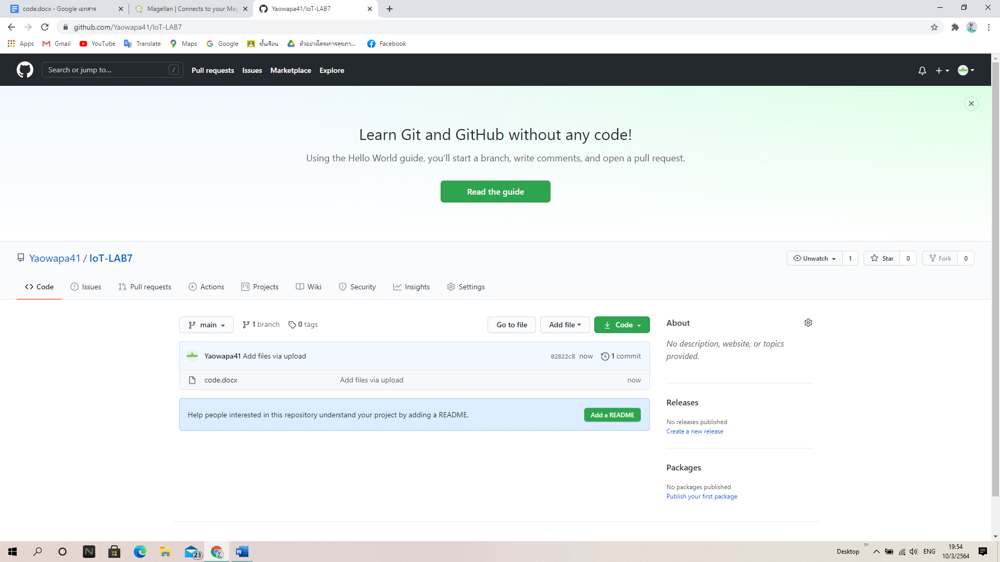 code.docx - Google เอกสาร
Magellan | Connects to your Mag
Yaowapa41/IoT-LAB7
github.com/Yaowapa41/IoT-LAB7
Apps
Gmail
YouTube
Translate
Maps
Google
ชั้นเรียน
ตัวอย่างโครงการสุขภา...
Facebook
Search or jump to...
/
Pull requests
Issues
Marketplace
Explore
Learn Git and GitHub without any code!
Using the Hello World guide, you’ll start a branch, write comments, and open a pull request.
Read the guide
Yaowapa41 / IoT-LAB7
Unwatch
1
Star
0
Fork
0
Code
Issues
Pull requests
Actions
Projects
Wiki
Security
Insights
Settings
main
1 branch
0 tags
Go to file
Add file
Code
Yaowapa41 Add files via upload
02822c8 now
1 commit
code.docx
Add files via upload
now
Help people interested in this repository understand your project by adding a README.
Add a README
About
No description, website, or topics
provided.
Releases
No releases published
Create a new release
Packages
No packages published
Publish your first package
23
Desktop
ENG
19:54
10/3/2564